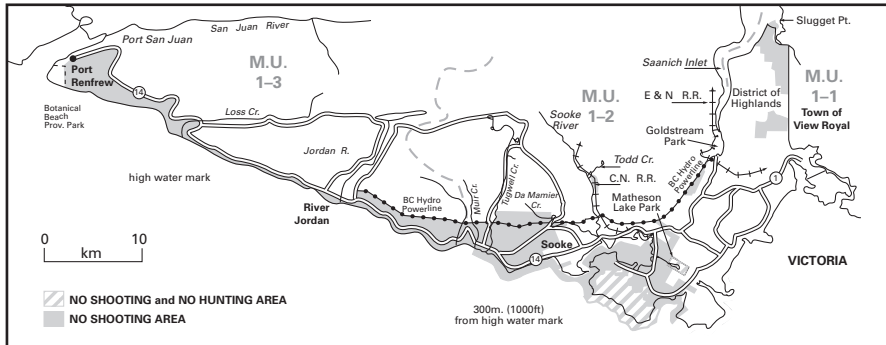 Slugget Pt.
San Juan River
Port San Juan
Saanich Inlet
M.U.
1–3
M.U.
1–1
Port
Renfrew
14
E & N R.R.
District of
Highlands
M.U.
1–2
Town of
View Royal
Botanical
Beach
Prov. Park
Loss Cr.
Sooke
River
Goldstream
Park
Jordan R.
Todd Cr.
C.N. R.R.
BC Hydro
Powerline
1
high water mark
Muir Cr.
Tugwell Cr.
Da Mamier
Cr.
Matheson
Lake Park
River
Jordan
BC Hydro
Powerline
0 10
km
Sooke
14
VICTORIA
NO SHOOTING and NO HUNTING AREA
NO SHOOTING AREA
300m. (1000ft)
from high water mark